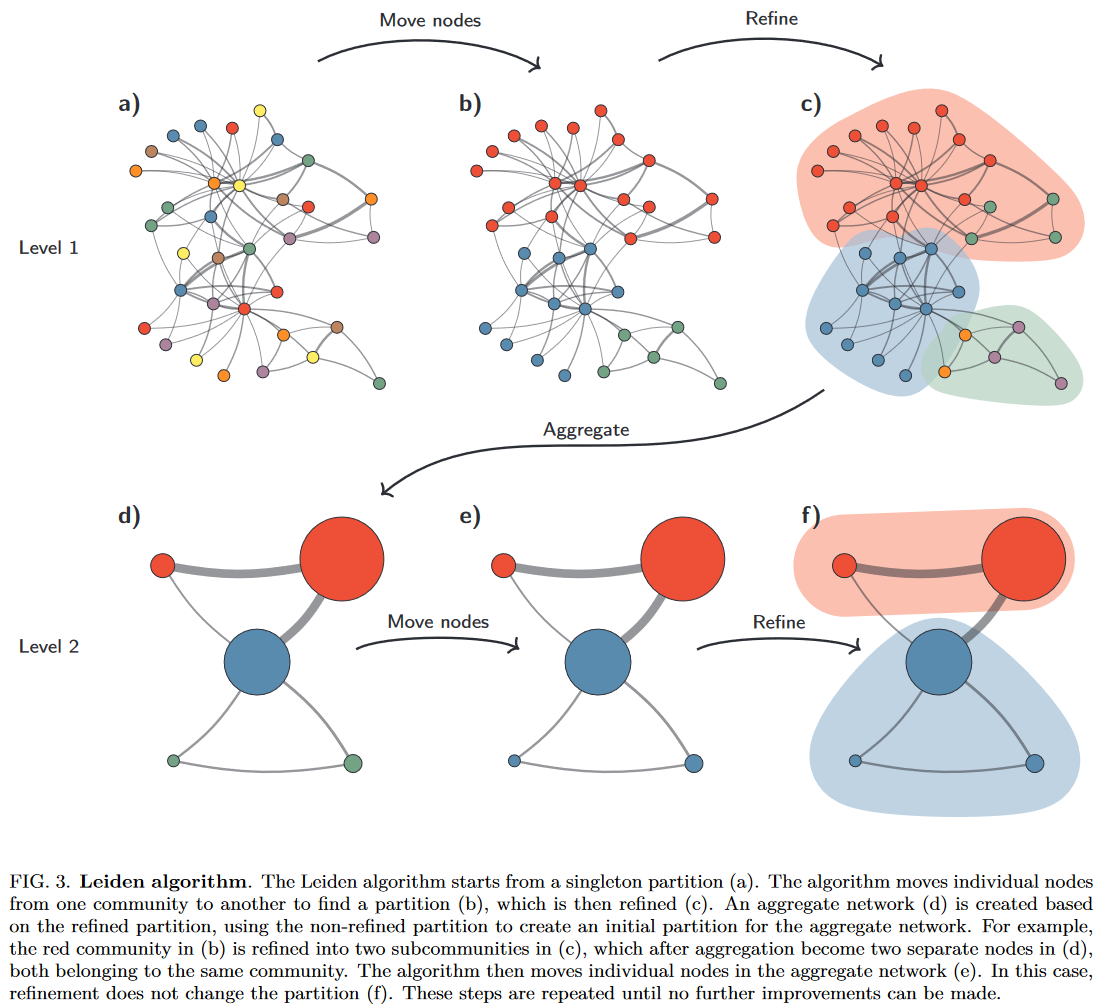 Move nodes
Refine
a)
b)
c)
Level 1
Aggregate
d)
e)
f)
Move nodes
Refine
Level 2
FIG. 3. Leiden algorithm. The Leiden algorithm starts from a singleton partition (a). The algorithm moves individual nodes
from one community to another to find a partition (b), which is then refined (c). An aggregate network (d) is created based
on the refined partition, using the non-refined partition to create an initial partition for the aggregate network. For example,
the red community in (b) is refined into two subcommunities in (c), which after aggregation become two separate nodes in (d),
both belonging to the same community. The algorithm then moves individual nodes in the aggregate network (e). In this case,
refinement does not change the partition (f). These steps are repeated until no further improvements can be made.